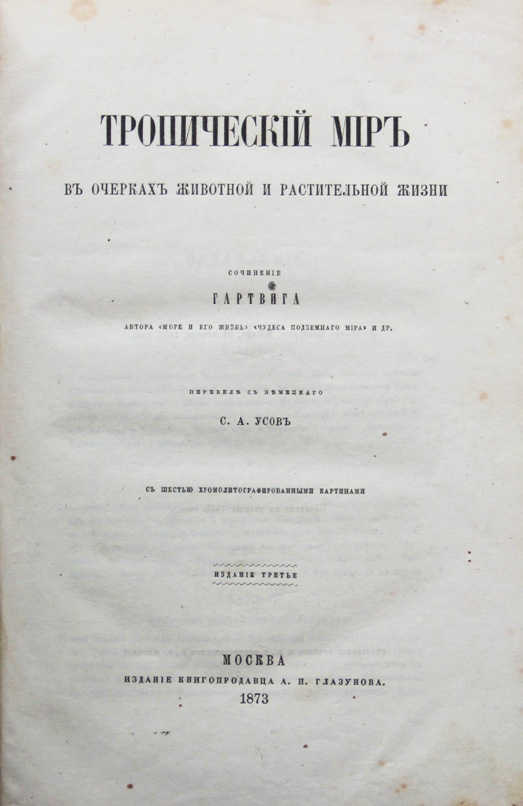 ТРОПИЧЕСКІЙ МІРЪ
ВЪ ОЧЕРКАХЪ ЖИВОТНОЙ И РАСТИТЕЛЬНОЙ ЖИЗНИ
СОЧИНЕНІЕ
ГАРТВИГА
АВТОРА «МОРЕ И ЕГО ЖИЗНЬ» «ЧУДЕСА ПОДЗЕМНАГО МІРА» И ДР.
ПЕРЕВЕЛЪ СЪ НѢМЕЦКАГО
С. А. УСОВЪ
СЪ ШЕСТЬЮ ХРОМОЛИТОГРАФИРОВАННЫМИ КАРТИНАМИ
ИЗДАНІЕ ТРЕТЬЕ
МОСКВА
ИЗДАНІЕ КНИГОПРОДАВЦА А. И. ГЛАЗУНОВА.
1873